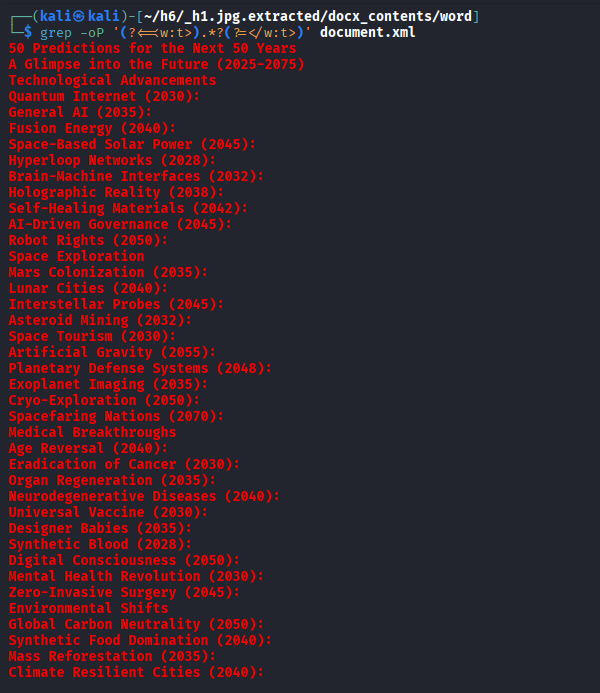 ┌──(kali㉿kali)-[~/h6/_h1.jpg.extracted/docx_contents/word]
└─$ grep -oP '(?<=<w:t>).*?(?=</w:t>)' document.xml
50 Predictions for the Next 50 Years
A Glimpse into the Future (2025-2075)
Technological Advancements
Quantum Internet (2030):
General AI (2035):
Fusion Energy (2040):
Space-Based Solar Power (2045):
Hyperloop Networks (2028):
Brain-Machine Interfaces (2032):
Holographic Reality (2038):
Self-Healing Materials (2042):
AI-Driven Governance (2045):
Robot Rights (2050):
Space Exploration
Mars Colonization (2035):
Lunar Cities (2040):
Interstellar Probes (2045):
Asteroid Mining (2032):
Space Tourism (2030):
Artificial Gravity (2055):
Planetary Defense Systems (2048):
Exoplanet Imaging (2035):
Cryo-Exploration (2050):
Spacefaring Nations (2070):
Medical Breakthroughs
Age Reversal (2040):
Eradication of Cancer (2030):
Organ Regeneration (2035):
Neurodegenerative Diseases (2040):
Universal Vaccine (2030):
Designer Babies (2035):
Synthetic Blood (2028):
Digital Consciousness (2050):
Mental Health Revolution (2030):
Zero-Invasive Surgery (2045):
Environmental Shifts
Global Carbon Neutrality (2050):
Synthetic Food Domination (2040):
Mass Reforestation (2035):
Climate Resilient Cities (2040):